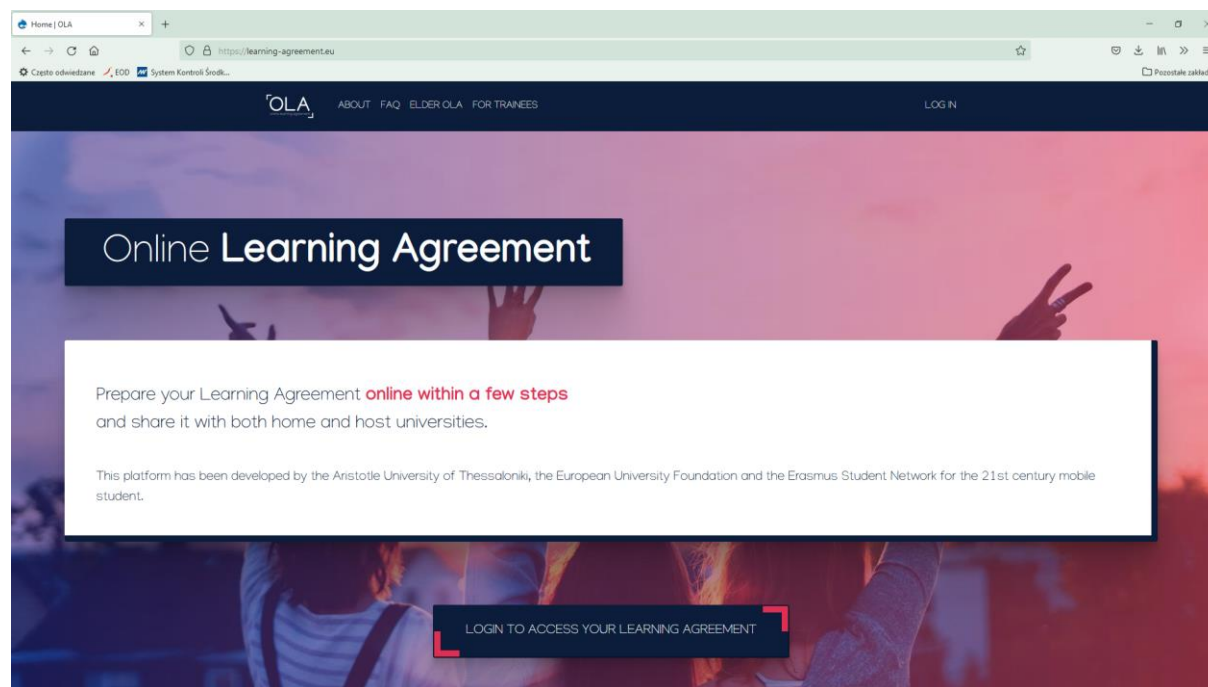 Home | OLA
https://learning-agreement.eu
Często odwiedzane EOD System Kontroli Środk...
Pozostałe zakład
OLA ABOUT FAQ ELDER OLA FOR TRAINEES LOG IN
Online Learning Agreement
Prepare your Learning Agreement online within a few steps
and share it with both home and host universities.
This platform has been developed by the Aristotle University of Thessaloniki, the European University Foundation and the Erasmus Student Network for the 21st century mobile
student.
LOGIN TO ACCESS YOUR LEARNING AGREEMENT